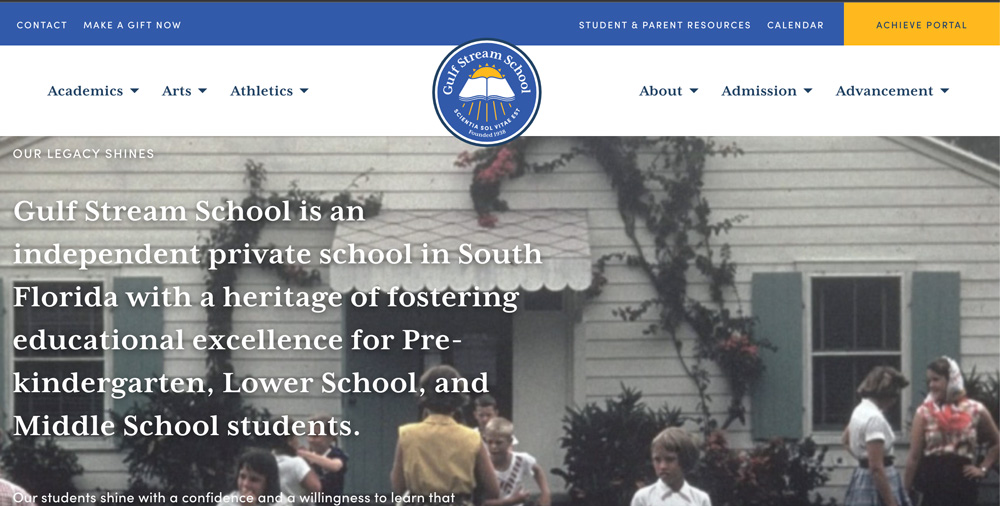 CONTACT MAKE A GIFT NOW STUDENT & PARENT RESOURCES CALENDAR ACHIEVE PORTAL
Academics Arts Athletics
Gulf Stream School
SCIENTIA SOL VITAE EST
Founded 1938
About Admission Advancement
OUR LEGACY SHINES
Gulf Stream School is an
independent private school in South
Florida with a heritage of fostering
educational excellence for Pre-
kindergarten, Lower School, and
Middle School students.
Our students shine with a confidence and a willingness to learn that